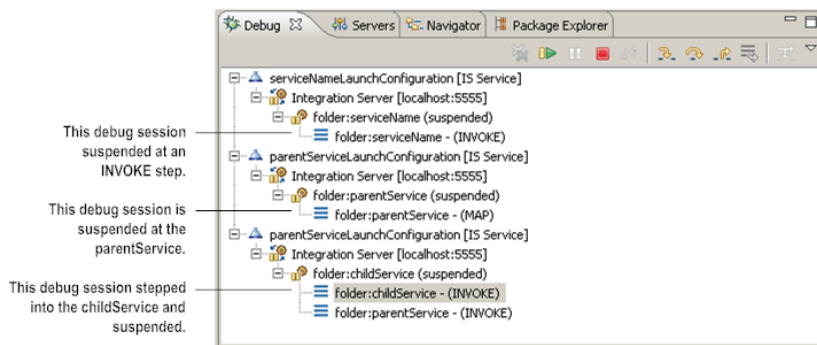 Debug
Servers
Navigator
Package Explorer
serviceNameLaunchConfiguration [IS Service]
Integration Server [localhost:5555]
folder:serviceName (suspended)
folder:serviceName - (INVOKE)
This debug session
suspended at an
INVOKE step.
parentServiceLaunchConfiguration [IS Service]
Integration Server [localhost:5555]
folder:parentService (suspended)
folder:parentService - (MAP)
This debug session is
suspended at the
parentService.
parentServiceLaunchConfiguration [IS Service]
Integration Server [localhost:5555]
folder:childService (suspended)
folder:childService - (INVOKE)
folder:parentService - (INVOKE)
This debug session stepped
into the childService and
suspended.